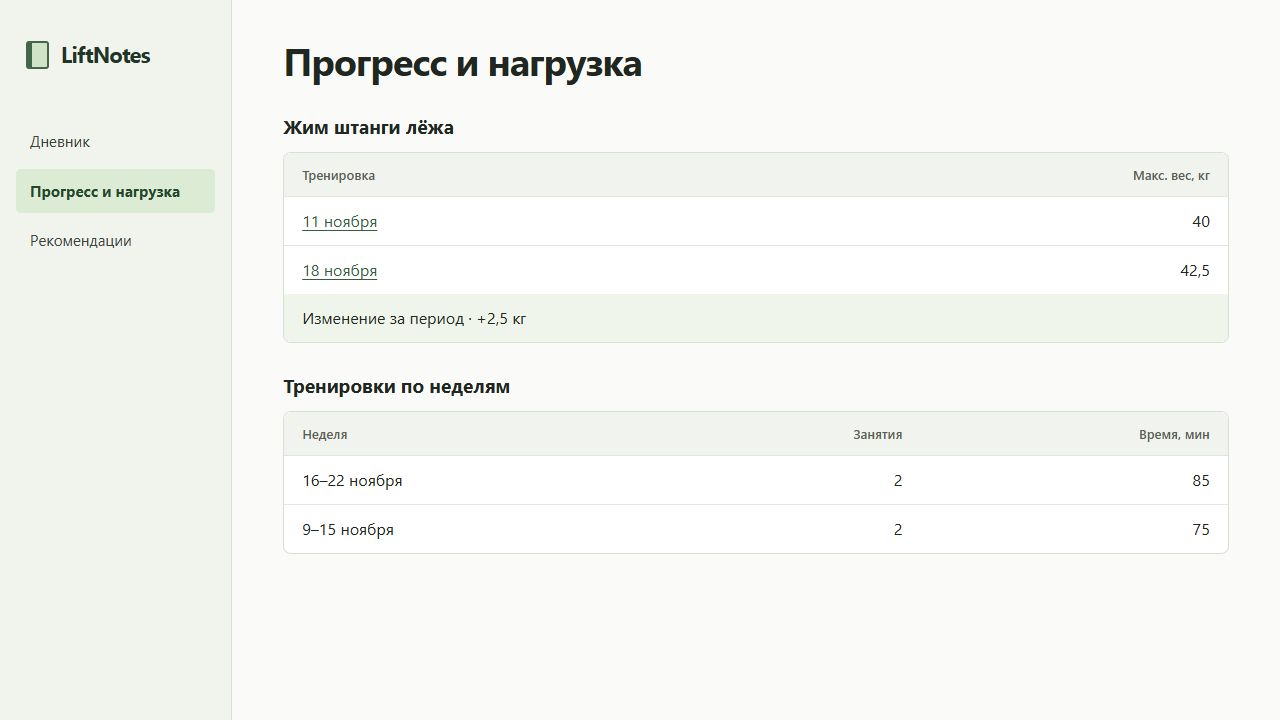 LiftNotes
Дневник
Прогресс и нагрузка
Рекомендации
Прогресс и нагрузка
Жим штанги лёжа
Тренировка Макс. вес, кг
11 ноября 40
18 ноября 42,5
Изменение за период · +2,5 кг
Тренировки по неделям
Неделя Занятия Время, мин
16–22 ноября 2 85
9–15 ноября 2 75